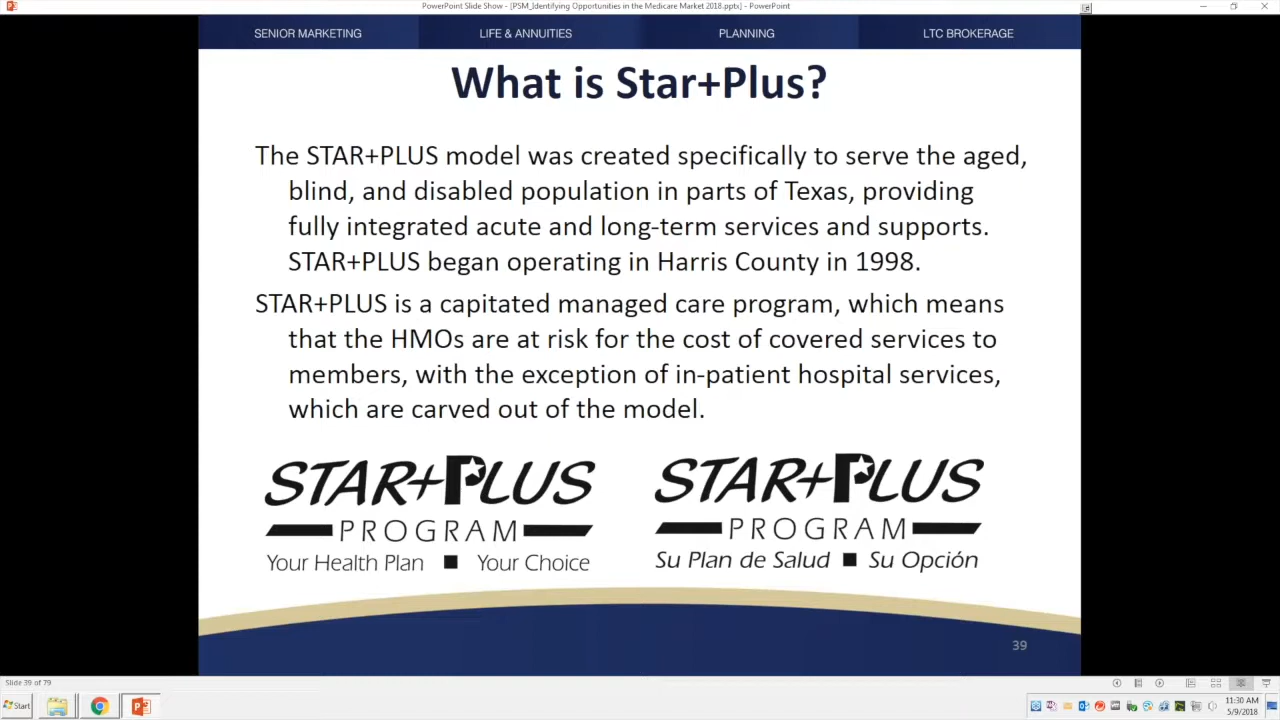 PowerPoint Slide Show - [PSM_Identifying Opportunities in the Medicare Market 2018.pptx] - PowerPoint
SENIOR MARKETING LIFE & ANNUITIES PLANNING LTC BROKERAGE
What is Star+Plus?
The STAR+PLUS model was created specifically to serve the aged,
blind, and disabled population in parts of Texas, providing
fully integrated acute and long-term services and supports.
STAR+PLUS began operating in Harris County in 1998.
STAR+PLUS is a capitated managed care program, which means
that the HMOs are at risk for the cost of covered services to
members, with the exception of in-patient hospital services,
which are carved out of the model.
STAR+PLUS
PROGRAM
Your Health Plan ■ Your Choice
STAR+PLUS
PROGRAM
Su Plan de Salud ■ Su Opción
39
Slide 39 of 79
Start
11:30 AM
5/9/2018